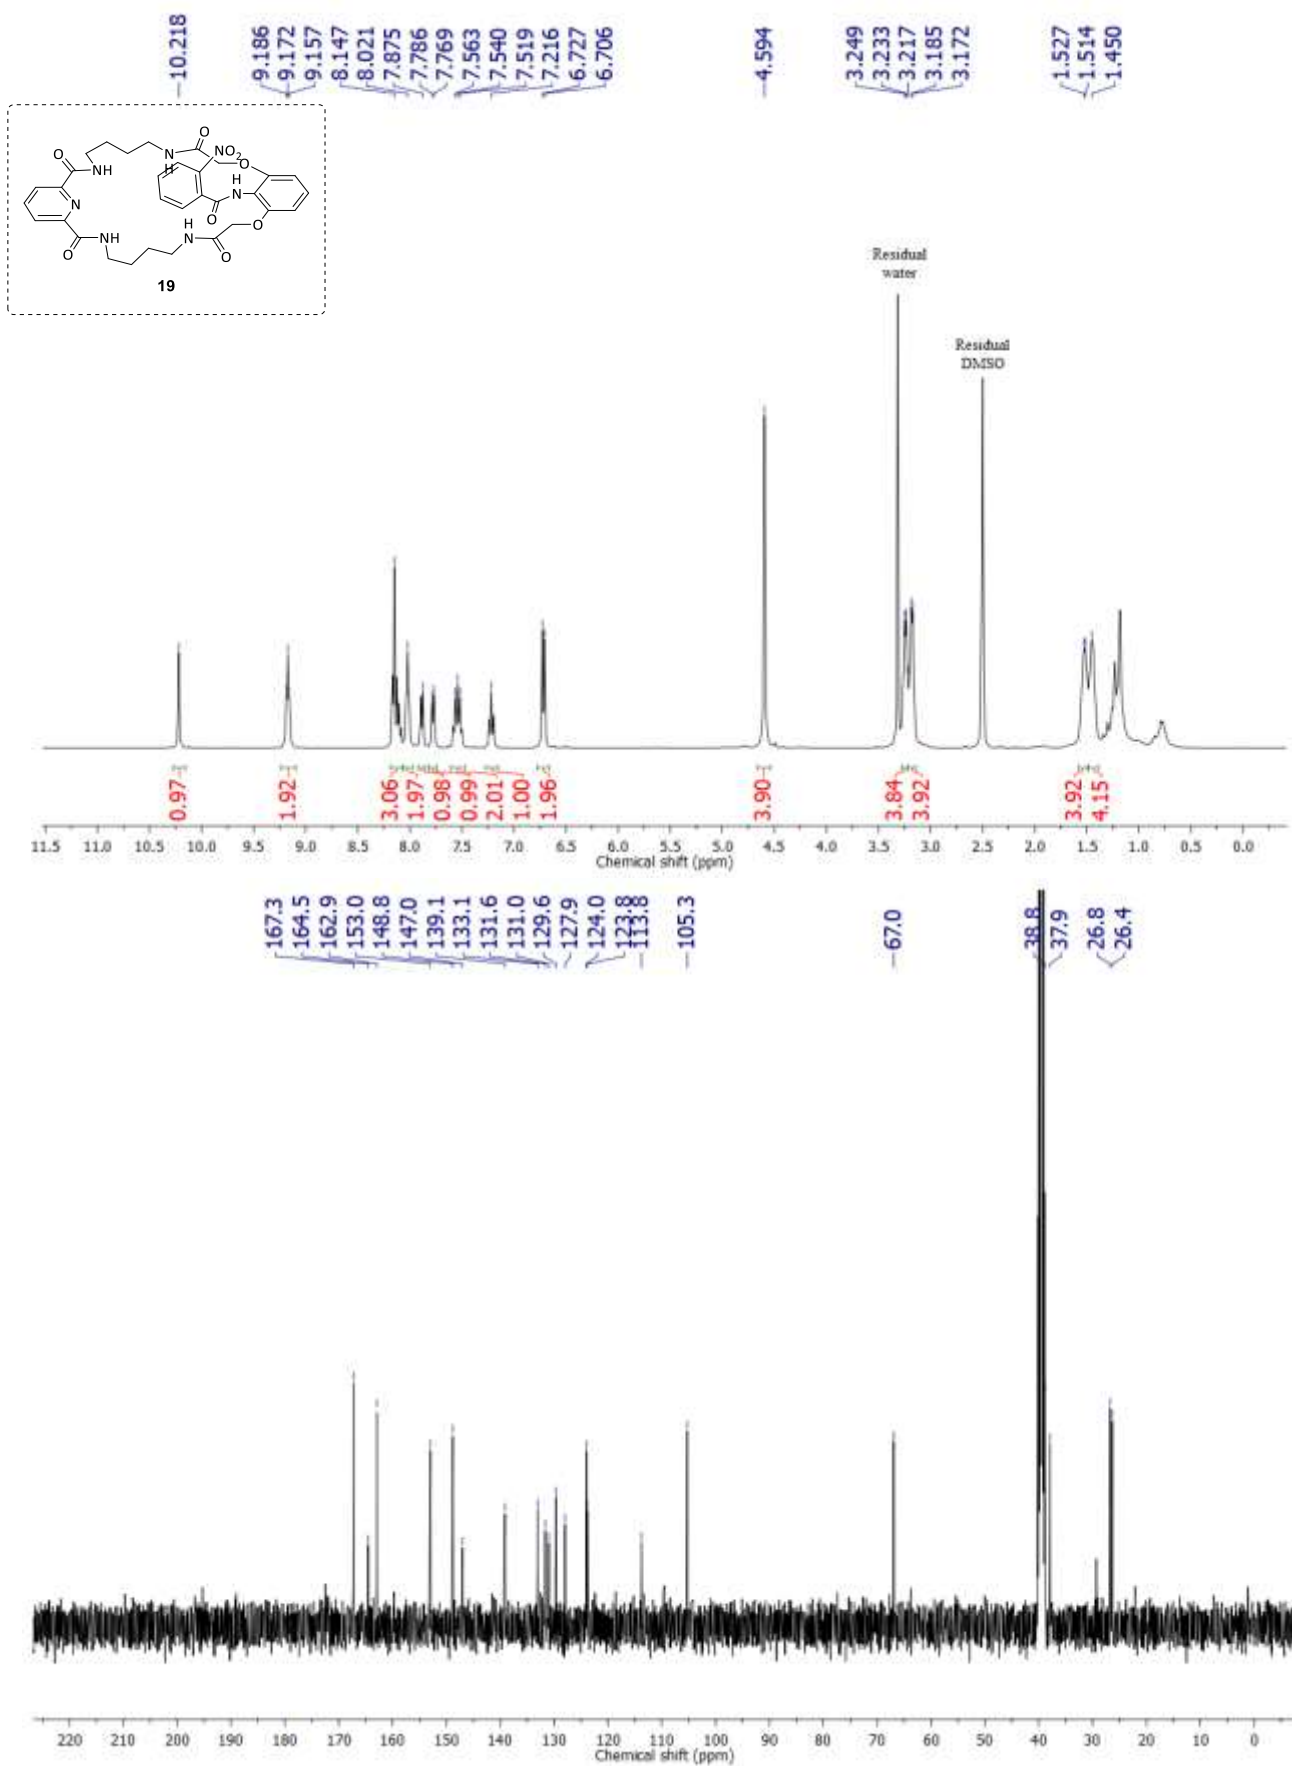 10.218
9.186
9.172
9.157
8.147
8.021
7.875
7.786
7.769
7.563
7.540
7.519
7.216
6.727
6.706
4.594
3.249
3.233
3.217
3.185
3.172
1.527
1.514
1.450
O
N
H
O
NO2
O
O
NH
H
N
N
O
O
NH
H
N
O
O
O
19
Residual
water
Residual
DMSO
0.97
1.92
3.06
1.97
0.98
0.99
2.01
1.00
1.96
3.90
3.84
3.92
3.92
4.15
11.5 11.0 10.5 10.0 9.5 9.0 8.5 8.0 7.5 7.0 6.5 6.0 5.5 5.0 4.5 4.0 3.5 3.0 2.5 2.0 1.5 1.0 0.5 0.0
Chemical shift (ppm)
167.3
164.5
162.9
153.0
148.8
147.0
139.1
133.1
131.6
131.0
129.6
127.9
124.0
123.8
113.8
105.3
67.0
38.8
37.9
26.8
26.4
220 210 200 190 180 170 160 150 140 130 120 110 100 90 80 70 60 50 40 30 20 10 0
Chemical shift (ppm)